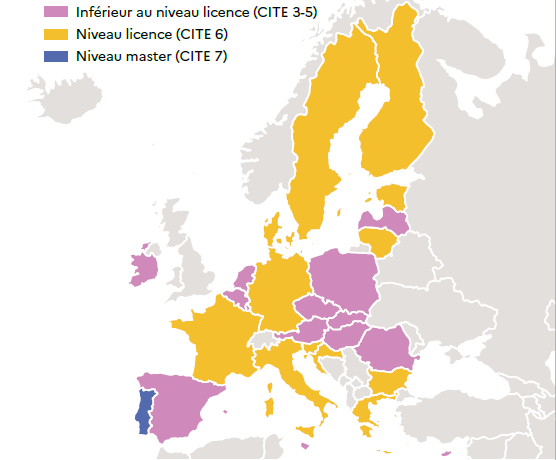 Inférieur au niveau licence (CITE 3-5)
Niveau licence (CITE 6)
Niveau master (CITE 7)